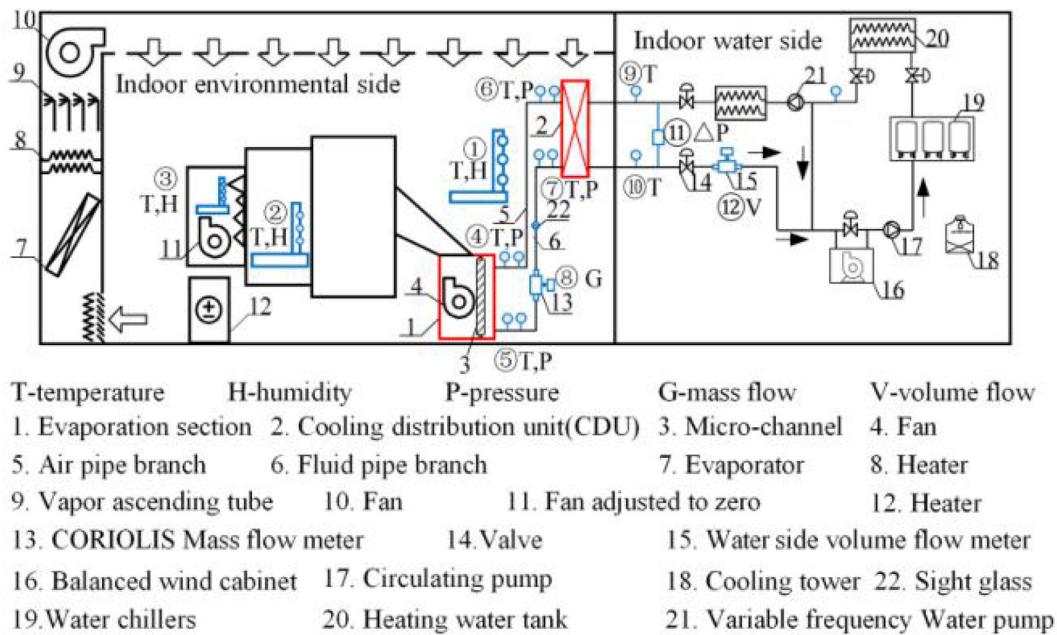 10
9
8
7
Indoor environmental side
Indoor water side
⑥T,P
2
①
T,H
③
T,H
②
T,H
11
12
④T,P
5
⑦T,P
22
6
⑧ G
13
4
1
3
⑤T,P
⑨T
⑪△P
⑩T
14
15
⑫V
21
20
19
17
16
18
T-temperature H-humidity P-pressure G-mass flow V-volume flow
1. Evaporation section 2. Cooling distribution unit(CDU) 3. Micro-channel 4. Fan
5. Air pipe branch 6. Fluid pipe branch 7. Evaporator 8. Heater
9. Vapor ascending tube 10. Fan 11. Fan adjusted to zero 12. Heater
13. CORIOLIS Mass flow meter 14.Valve 15. Water side volume flow meter
16. Balanced wind cabinet 17. Circulating pump 18. Cooling tower 22. Sight glass
19.Water chillers 20. Heating water tank 21. Variable frequency Water pump